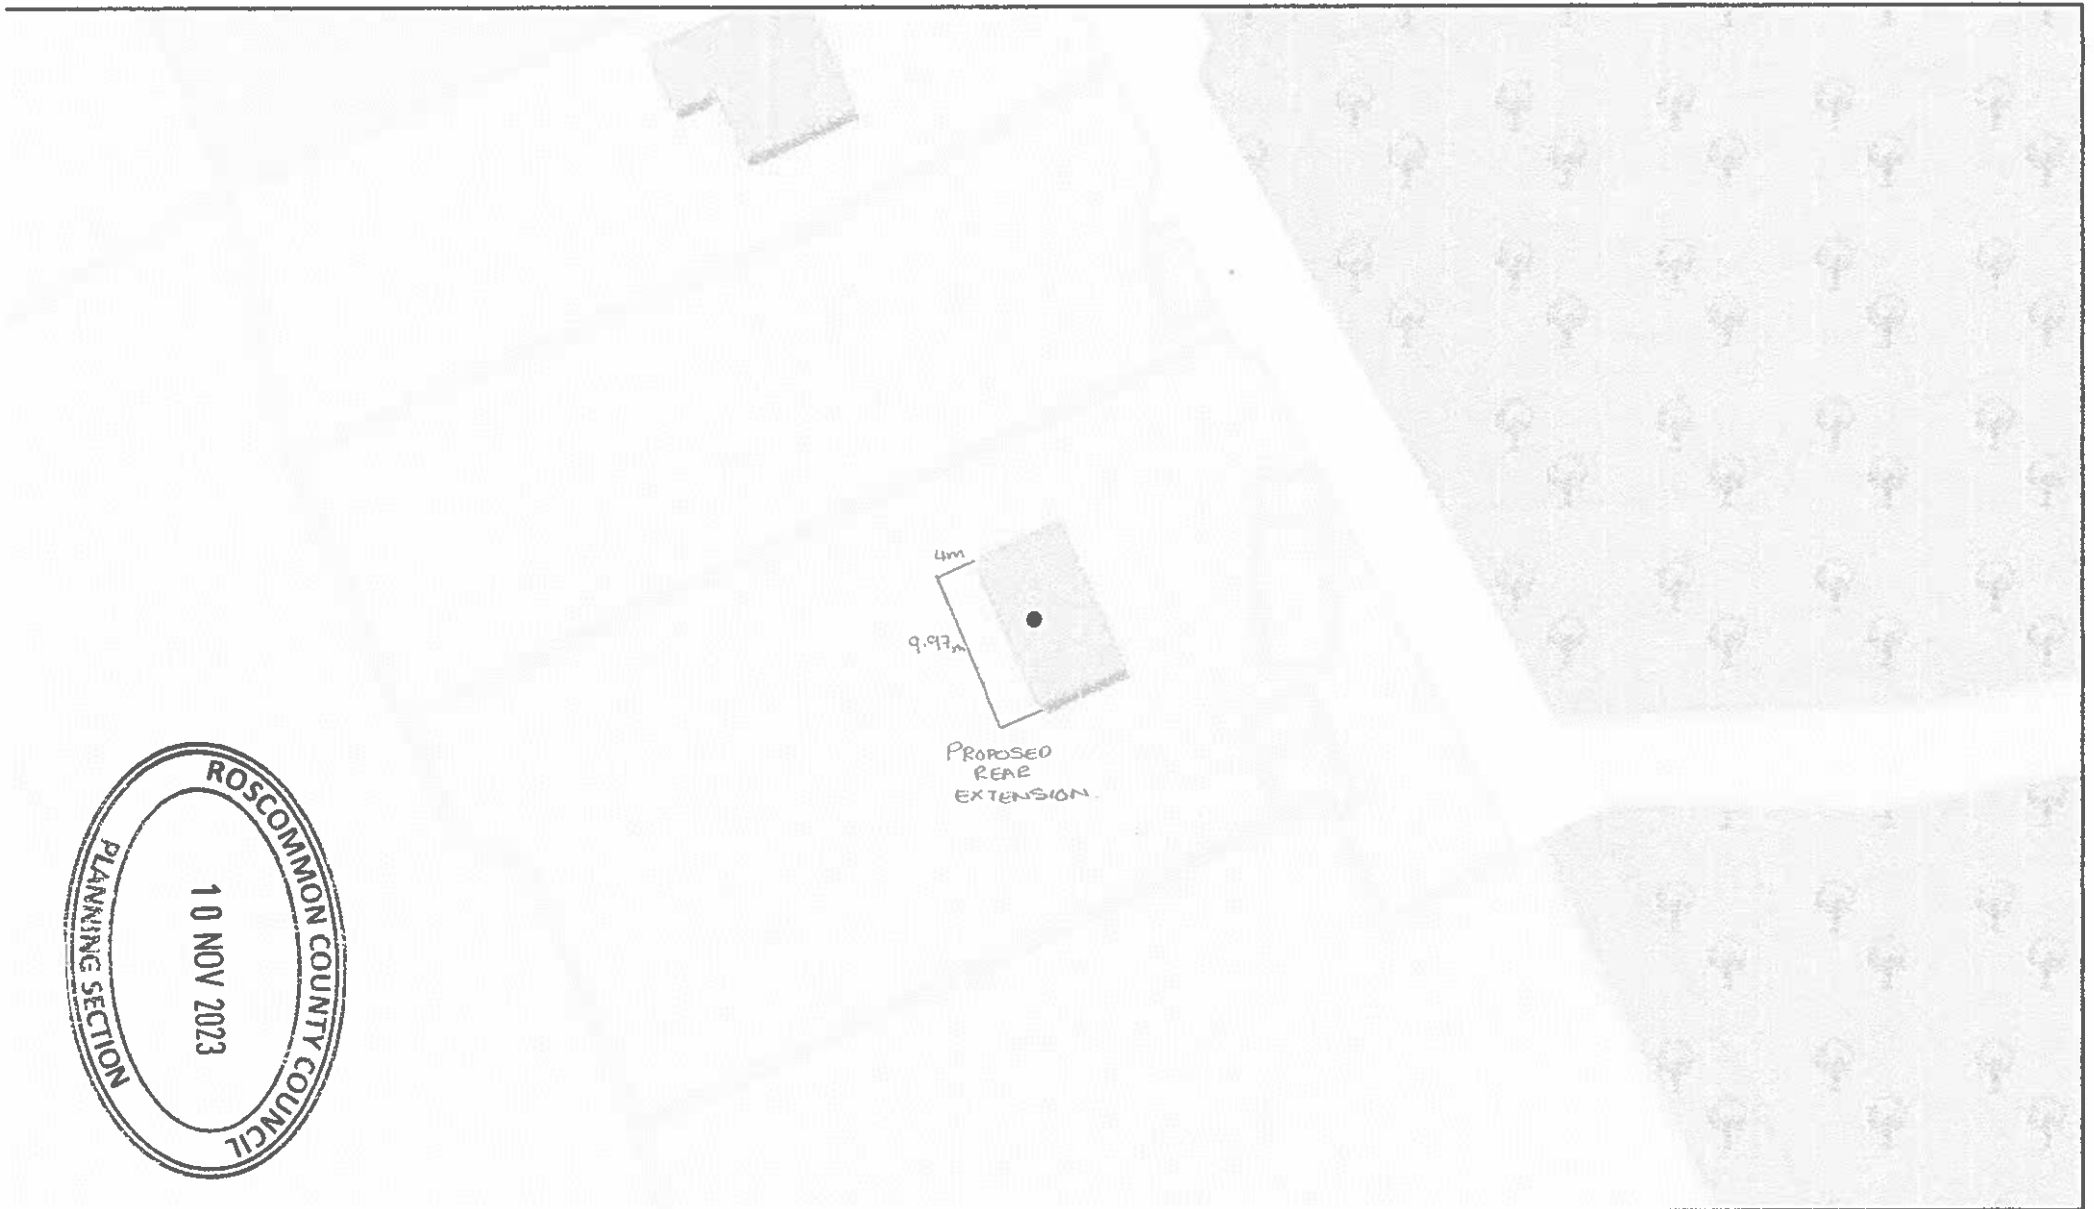 4m
9.97m
PROPOSED
REAR
EXTENSION
ROSCOMMON COUNTY COUNCIL
10 NOV 2023
PLANNING SECTION